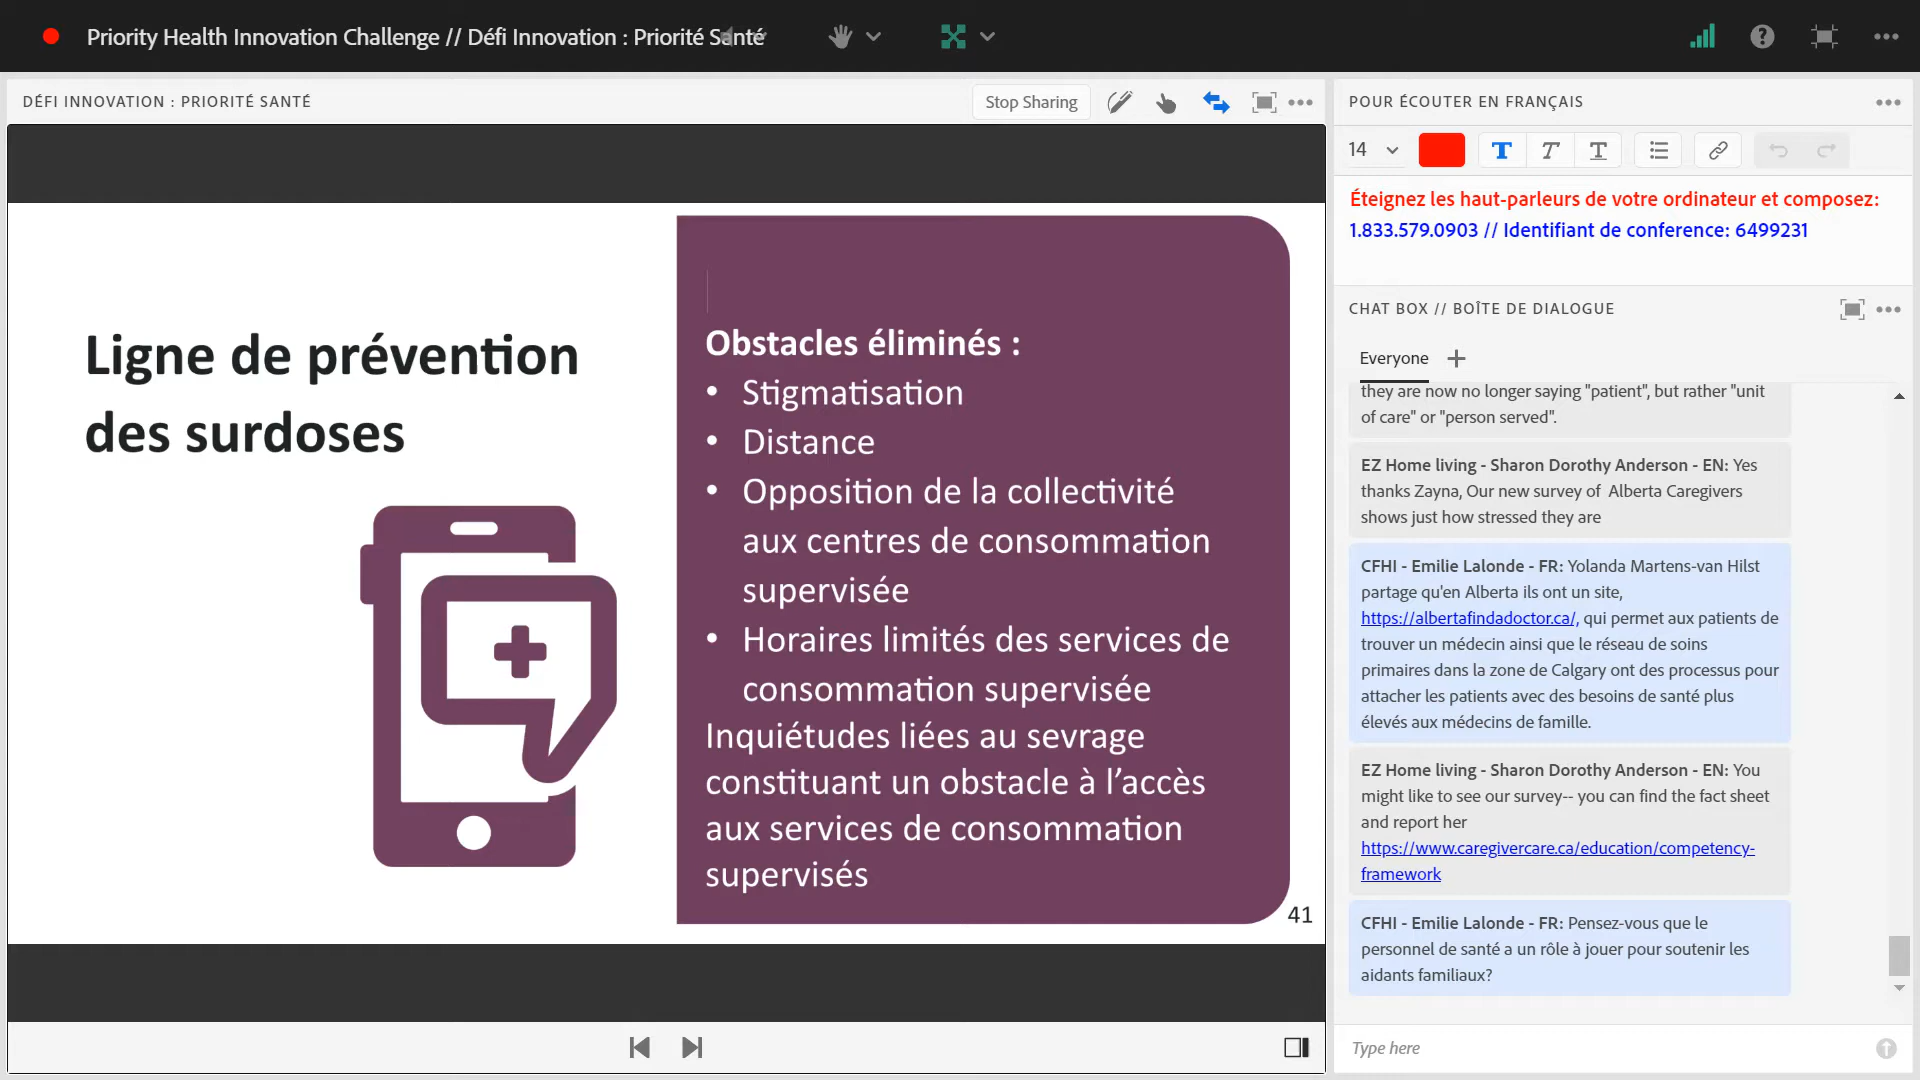 Priority Health Innovation Challenge // Défi Innovation : Priorité Santé
DÉFI INNOVATION : PRIORITÉ SANTÉ
Stop Sharing
Ligne de prévention
des surdoses
Obstacles éliminés :
• Stigmatisation
• Distance
• Opposition de la collectivité
aux centres de consommation
supervisée
• Horaires limités des services de
consommation supervisée
Inquiétudes liées au sevrage
constituant un obstacle à l’accès
aux services de consommation
supervisés
41
POUR ÉCOUTER EN FRANÇAIS
14
Éteignez les haut-parleurs de votre ordinateur et composez:
1.833.579.0903 // Identifiant de conference: 6499231
CHAT BOX // BOÎTE DE DIALOGUE
Everyone
they are now no longer saying "patient", but rather "unit
of care" or "person served".
EZ Home living - Sharon Dorothy Anderson - EN: Yes
thanks Zayna, Our new survey of  Alberta Caregivers
shows just how stressed they are
CFHI - Emilie Lalonde - FR: Yolanda Martens-van Hilst
partage qu'en Alberta ils ont un site,
https://albertafindadoctor.ca/, qui permet aux patients de
trouver un médecin ainsi que le réseau de soins
primaires dans la zone de Calgary ont des processus pour
attacher les patients avec des besoins de santé plus
élevés aux médecins de famille.
EZ Home living - Sharon Dorothy Anderson - EN: You
might like to see our survey-- you can find the fact sheet
and report her
https://www.caregivercare.ca/education/competency-
framework
CFHI - Emilie Lalonde - FR: Pensez-vous que le
personnel de santé a un rôle à jouer pour soutenir les
aidants familiaux?
Type here